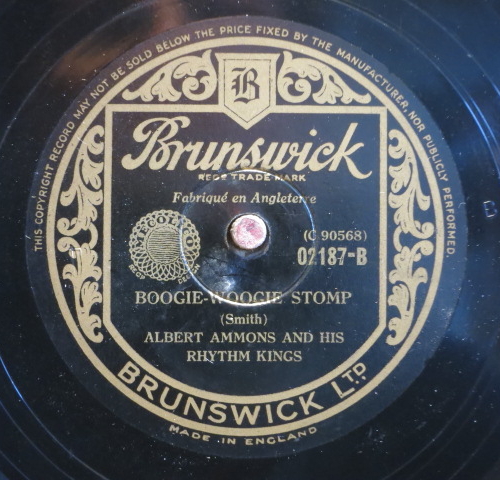 THIS COPYRIGHT RECORD MAY NOT BE SOLD BELOW THE PRICE FIXED BY THE MANUFACTURER, NOR PUBLICLY PERFORMED.
B
Brunswick
REGD TRADE MARK
Fabriqué en Angleterre
(C 90568)
02187-B
BOOGIE-WOOGIE STOMP
(Smith)
ALBERT AMMONS AND HIS
RHYTHM KINGS
BRUNSWICK LTD
MADE IN ENGLAND